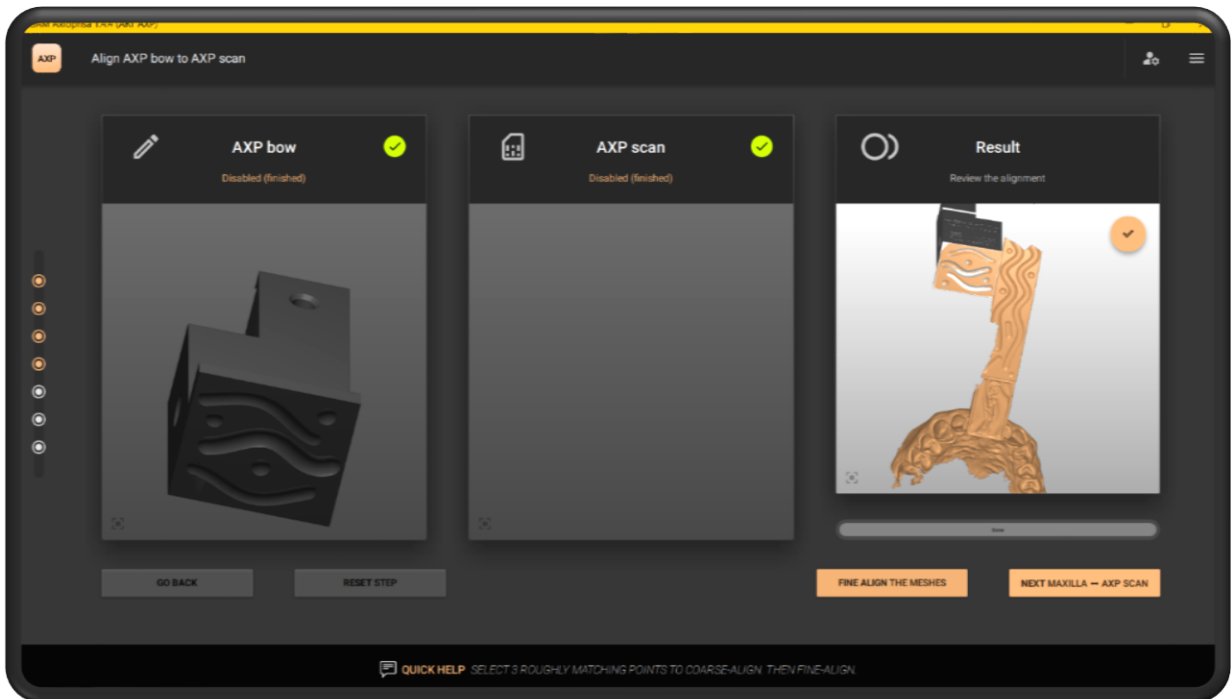 AXP
Align AXP bow to AXP scan
AXP bow
Disabled (finished)
AXP scan
Disabled (finished)
Result
Review the alignment
GO BACK
RESET STEP
FINE ALIGN THE MESHES
NEXT MAXILLA — AXP SCAN
QUICK HELP SELECT 3 ROUGHLY MATCHING POINTS TO COARSE-ALIGN. THEN FINE-ALIGN.